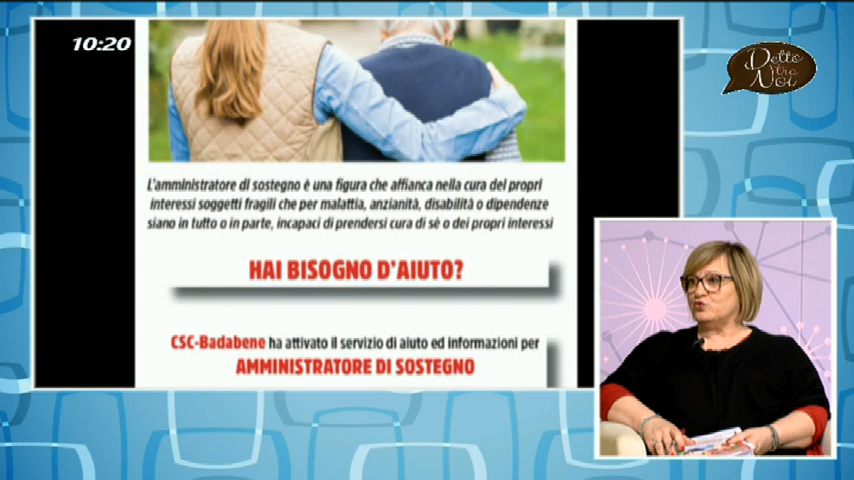 10:20
Detto
tra
Noi
L'amministratore di sostegno è una figura che affianca nella cura dei propri
interessi soggetti fragili che per malattia, anzianità, disabilità o dipendenze
siano in tutto o in parte, incapaci di prendersi cura di sè o dei propri interessi
HAI BISOGNO D'AIUTO?
CSC-Badabene ha attivato il servizio di aiuto ed informazioni per
AMMINISTRATORE DI SOSTEGNO